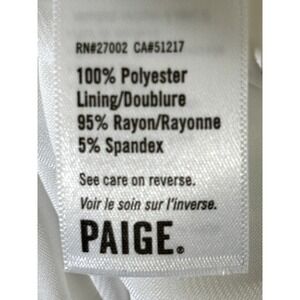 RN#27002 CA#51217
100% Polyester
Lining/Doublure
95% Rayon/Rayonne
5% Spandex
See care on reverse.
Voir le soin sur l'inverse.
PAIGE®